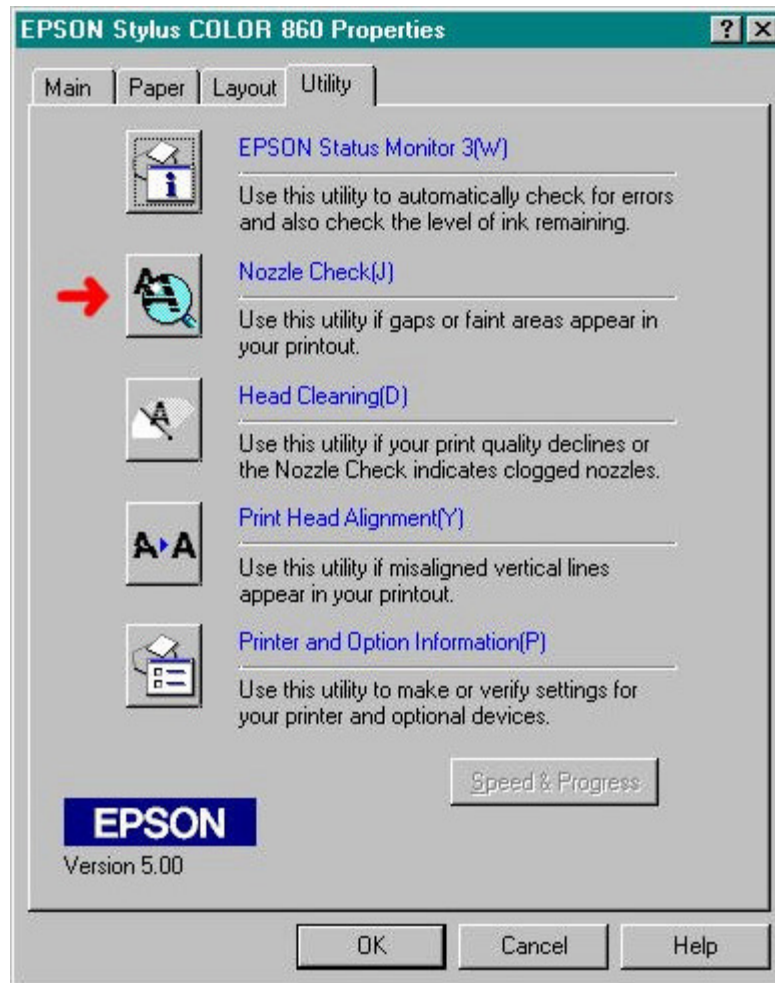 EPSON Stylus COLOR 860 Properties
? X
Main Paper Layout Utility
EPSON Status Monitor 3(W)
Use this utility to automatically check for errors
and also check the level of ink remaining.
Nozzle Check(J)
Use this utility if gaps or faint areas appear in
your printout.
Head Cleaning(D)
Use this utility if your print quality declines or
the Nozzle Check indicates clogged nozzles.
Print Head Alignment(Y)
Use this utility if misaligned vertical lines
appear in your printout.
Printer and Option Information(P)
Use this utility to make or verify settings for
your printer and optional devices.
Speed & Progress
EPSON
Version 5.00
OK Cancel Help